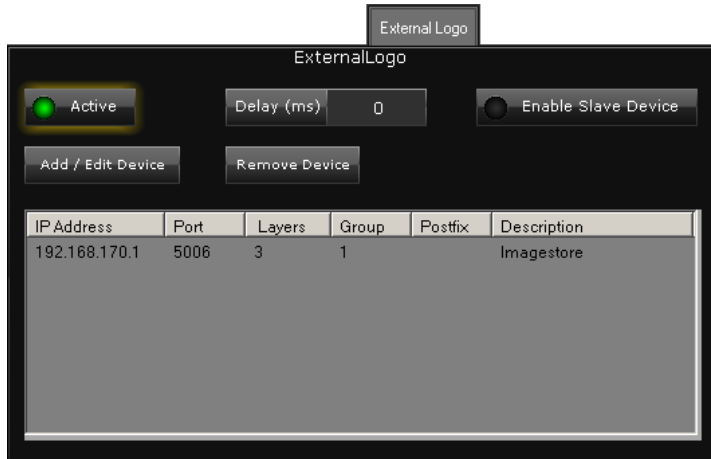 External Logo
ExternalLogo
Active Delay (ms) 0 Enable Slave Device
Add / Edit Device Remove Device
IP Address Port Layers Group Postfix Description
192.168.170.1 5006 3 1 Imagestore